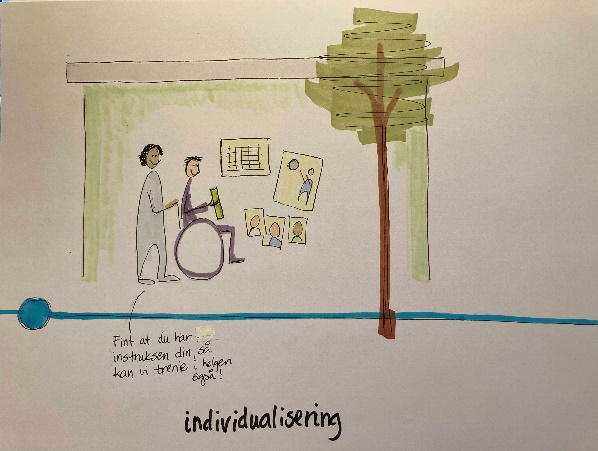 Fint at du har
instruksen din, så
kan vi trene i helgen
også!
individualisering